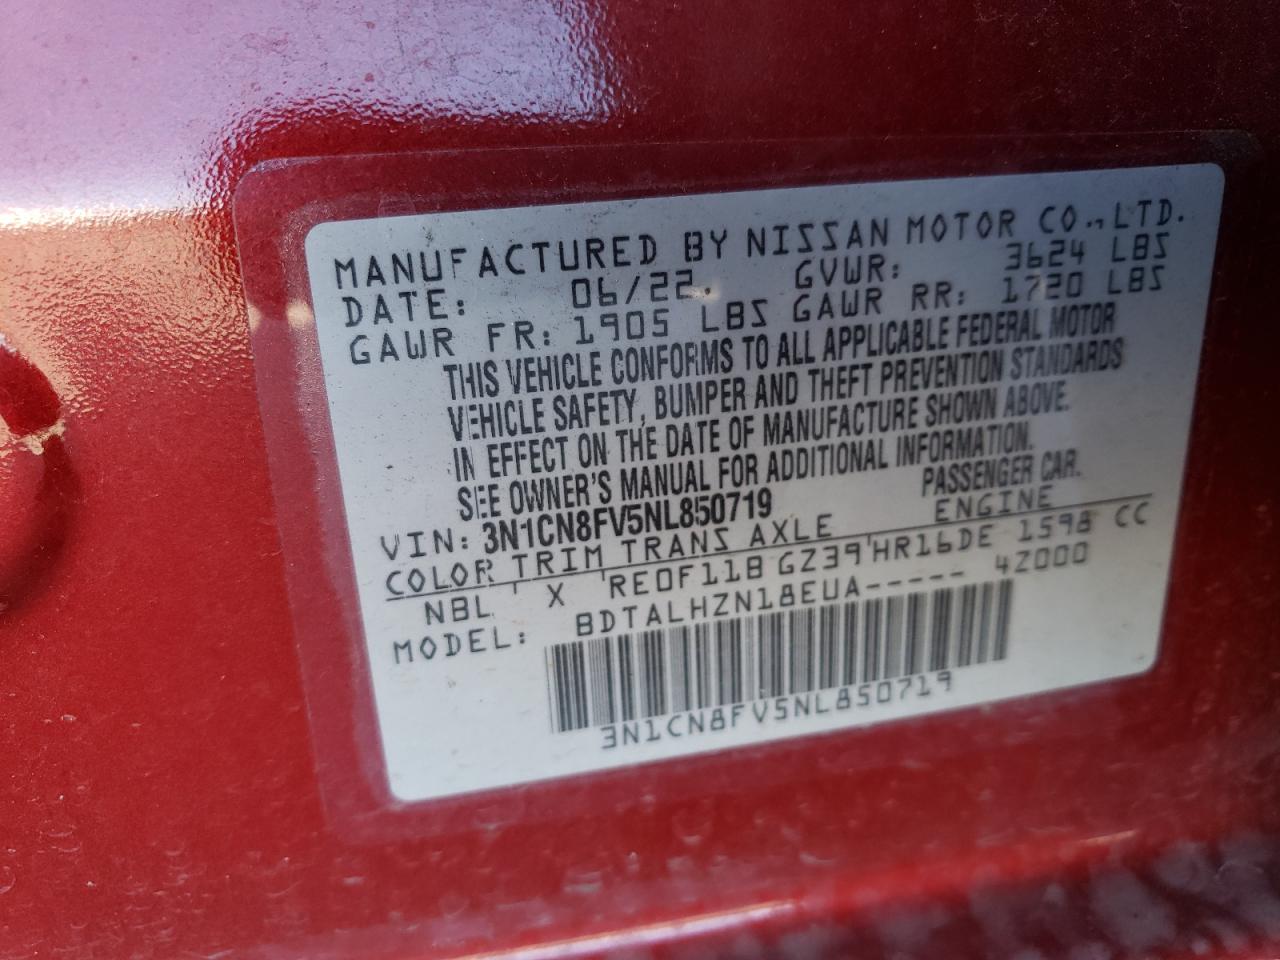 MANUFACTURED BY NISSAN MOTOR CO., LTD.
DATE: 06/22. GVWR: 3624 LBS
GAWR FR: 1905 LBS GAWR RR: 1720 LBS
THIS VEHICLE CONFORMS TO ALL APPLICABLE FEDERAL MOTOR
VEHICLE SAFETY, BUMPER AND THEFT PREVENTION STANDARDS
IN EFFECT ON THE DATE OF MANUFACTURE SHOWN ABOVE.
SEE OWNER'S MANUAL FOR ADDITIONAL INFORMATION.
VIN: 3N1CN8FV5NL850719 PASSENGER CAR.
COLOR TRIM TRANS AXLE ENGINE
NBL ' X 'RE0F11B GZ39'HR16DE 1598 CC
MODEL: BDTALHZN18EUA----- 4Z000
3N1CN8FV5NL850719